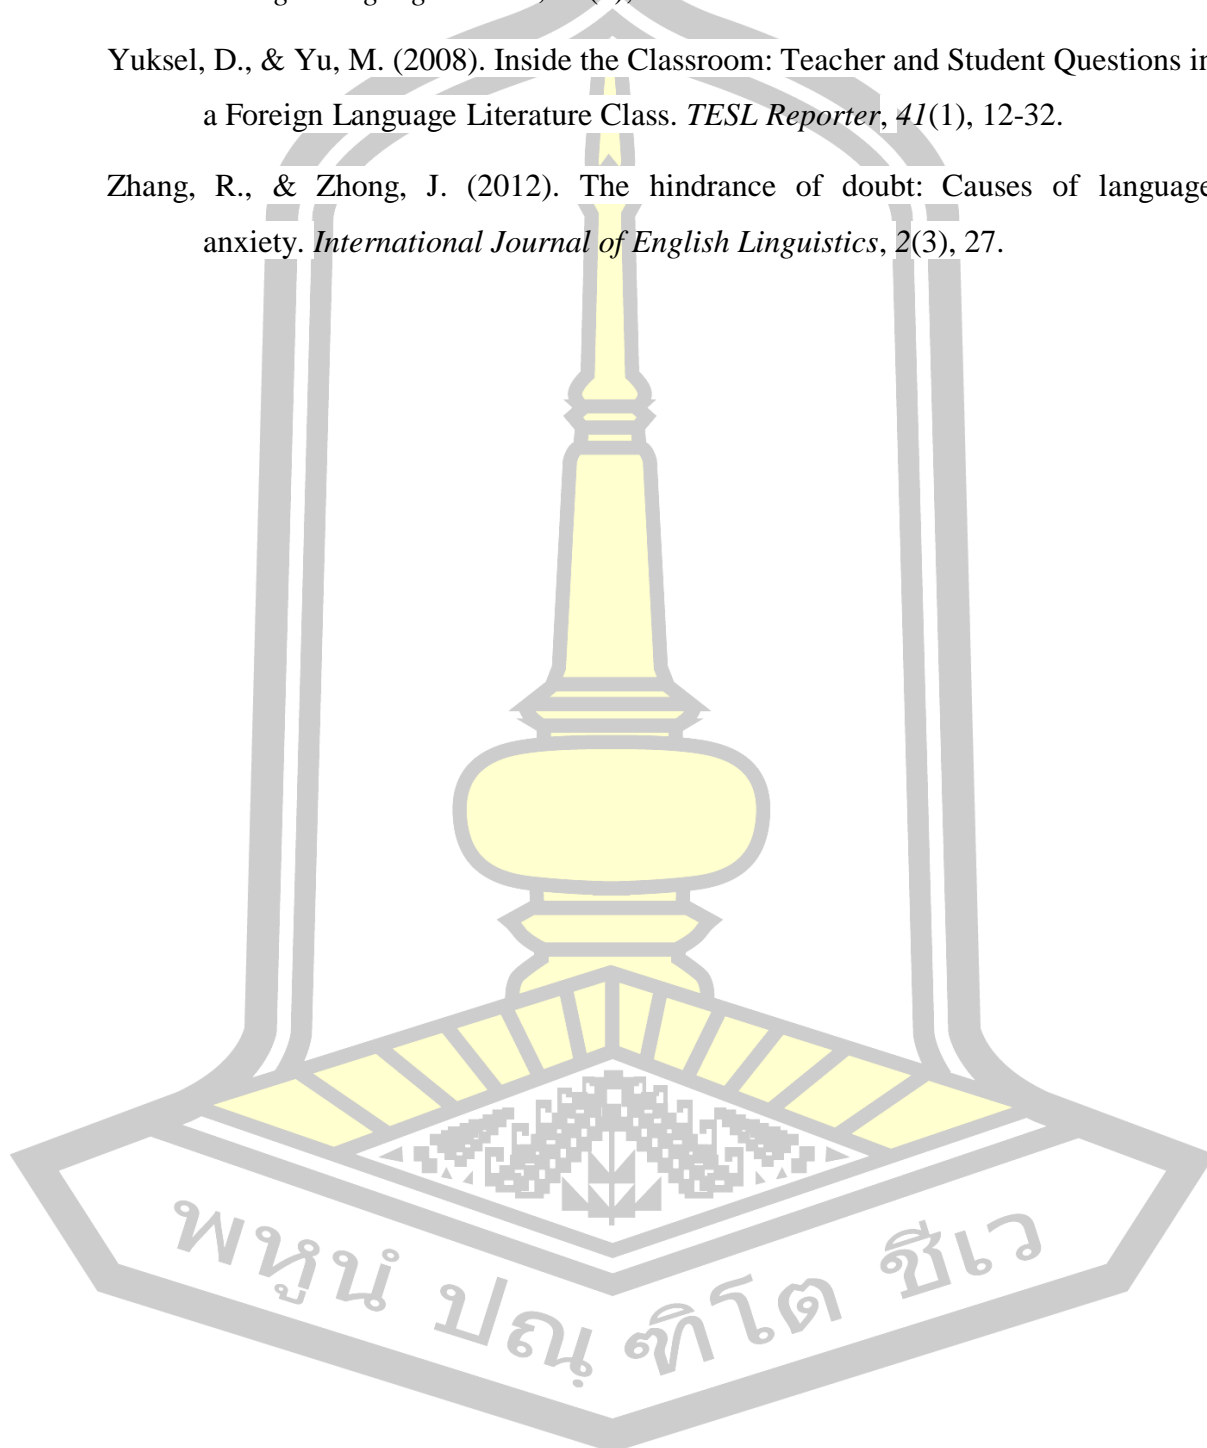 Yuksel, D., & Yu, M. (2008). Inside the Classroom: Teacher and Student Questions in
a Foreign Language Literature Class. TESL Reporter, 41(1), 12-32.
Zhang, R., & Zhong, J. (2012). The hindrance of doubt: Causes of language
anxiety. International Journal of English Linguistics, 2(3), 27.
พหูนํ ปณฺฑิโต ชีเว